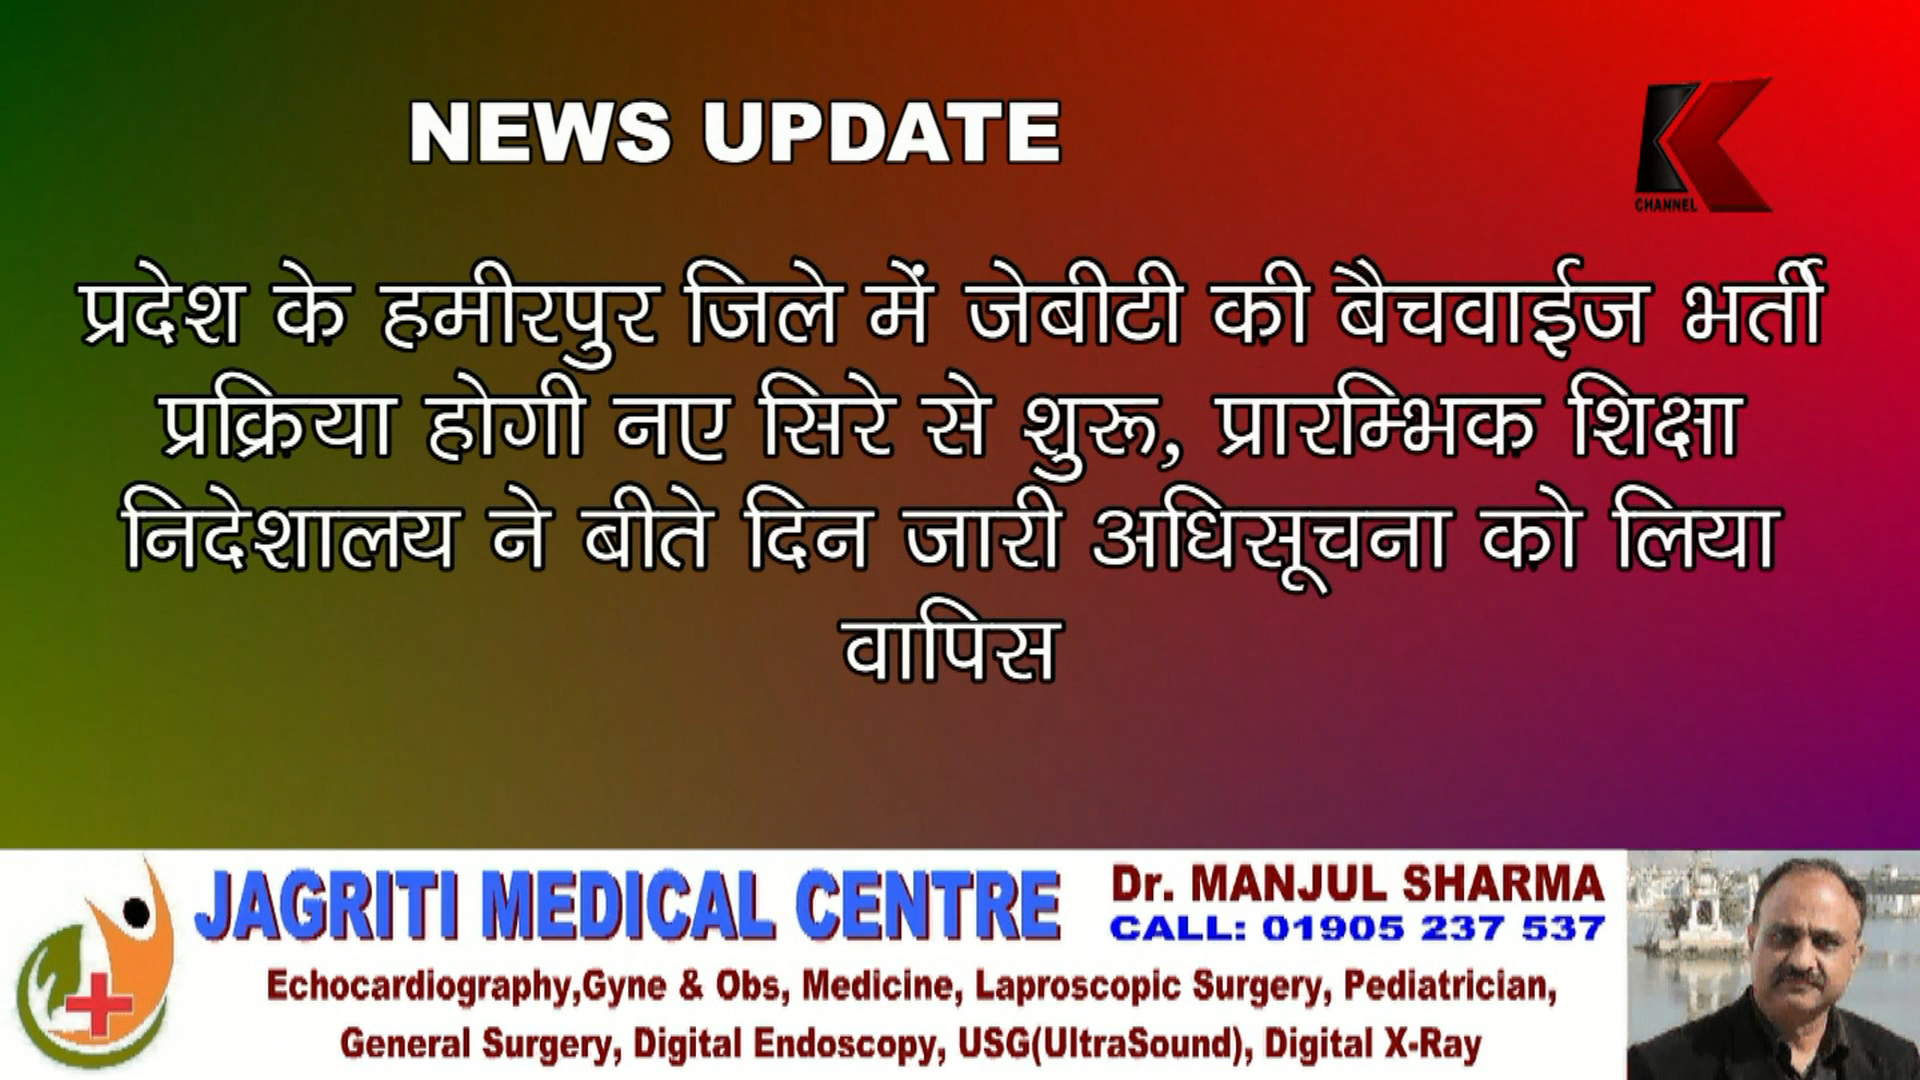 NEWS UPDATE
CHANNEL
प्रदेश के हमीरपुर जिले में जेबीटी की बैचवाईज भर्ती
प्रक्रिया होगी नए सिरे से शुरू, प्रारम्भिक शिक्षा
निदेशालय ने बीते दिन जारी अधिसूचना को लिया
वापिस
JAGRITI MEDICAL CENTRE
Dr. MANJUL SHARMA
CALL: 01905 237 537
Echocardiography,Gyne & Obs, Medicine, Laproscopic Surgery, Pediatrician,
General Surgery, Digital Endoscopy, USG(UltraSound), Digital X-Ray